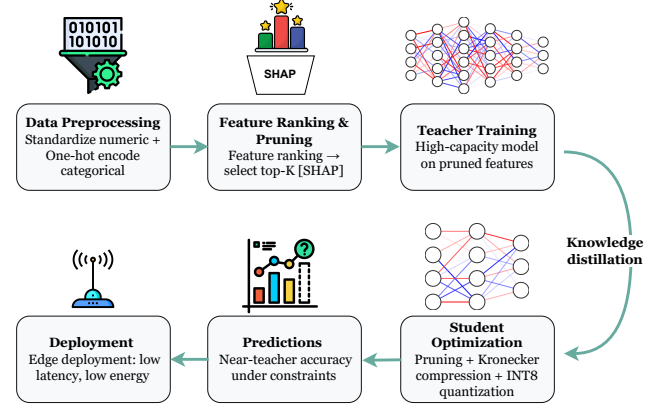 010101
101010
SHAP
Data Preprocessing
Standardize numeric +
One-hot encode
categorical
Feature Ranking &
Pruning
Feature ranking →
select top-K [SHAP]
Teacher Training
High-capacity model
on pruned features
Knowledge
distillation
?
Deployment
Edge deployment: low
latency, low energy
Predictions
Near-teacher accuracy
under constraints
Student
Optimization
Pruning + Kronecker
compression + INT8
quantization